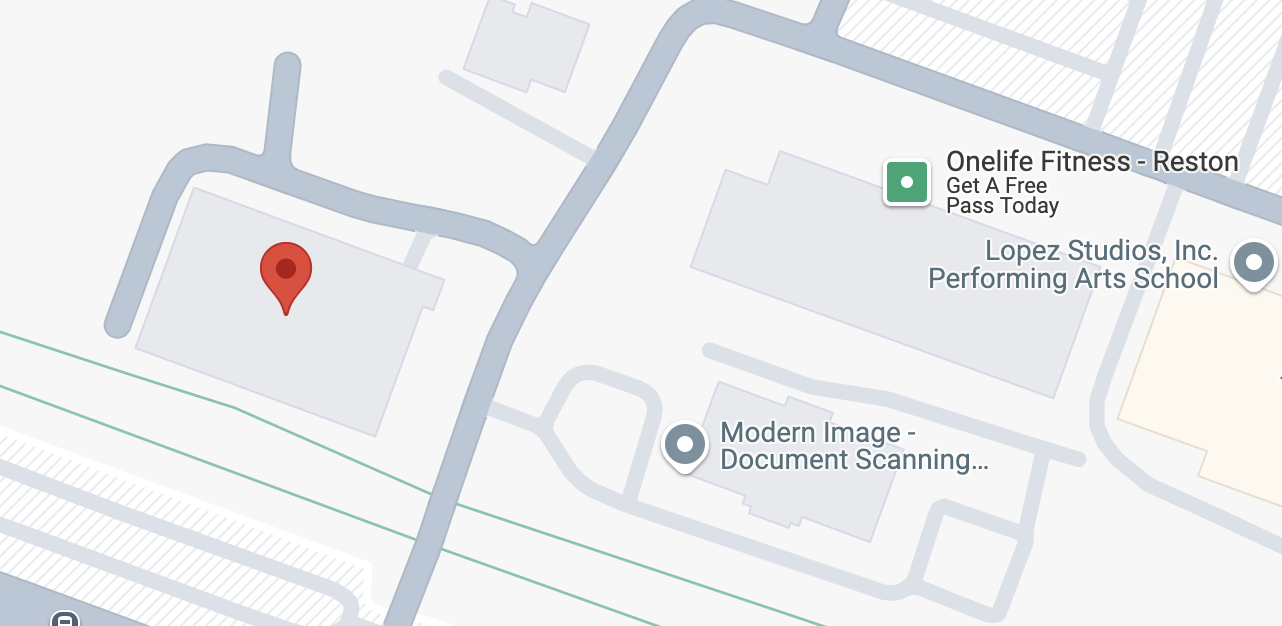 Onelife Fitness - Reston
Get A Free
Pass Today
Lopez Studios, Inc.
Performing Arts School
Modern Image -
Document Scanning...